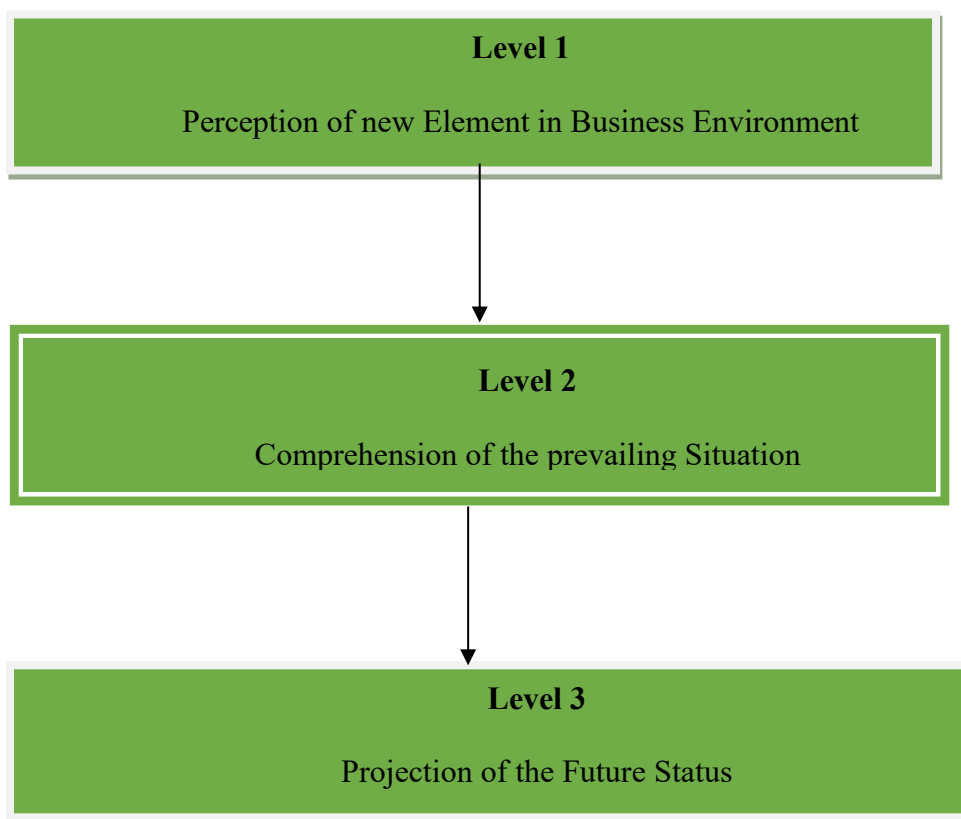 Level 1
Perception of new Element in Business Environment
Level 2
Comprehension of the prevailing Situation
Level 3
Projection of the Future Status